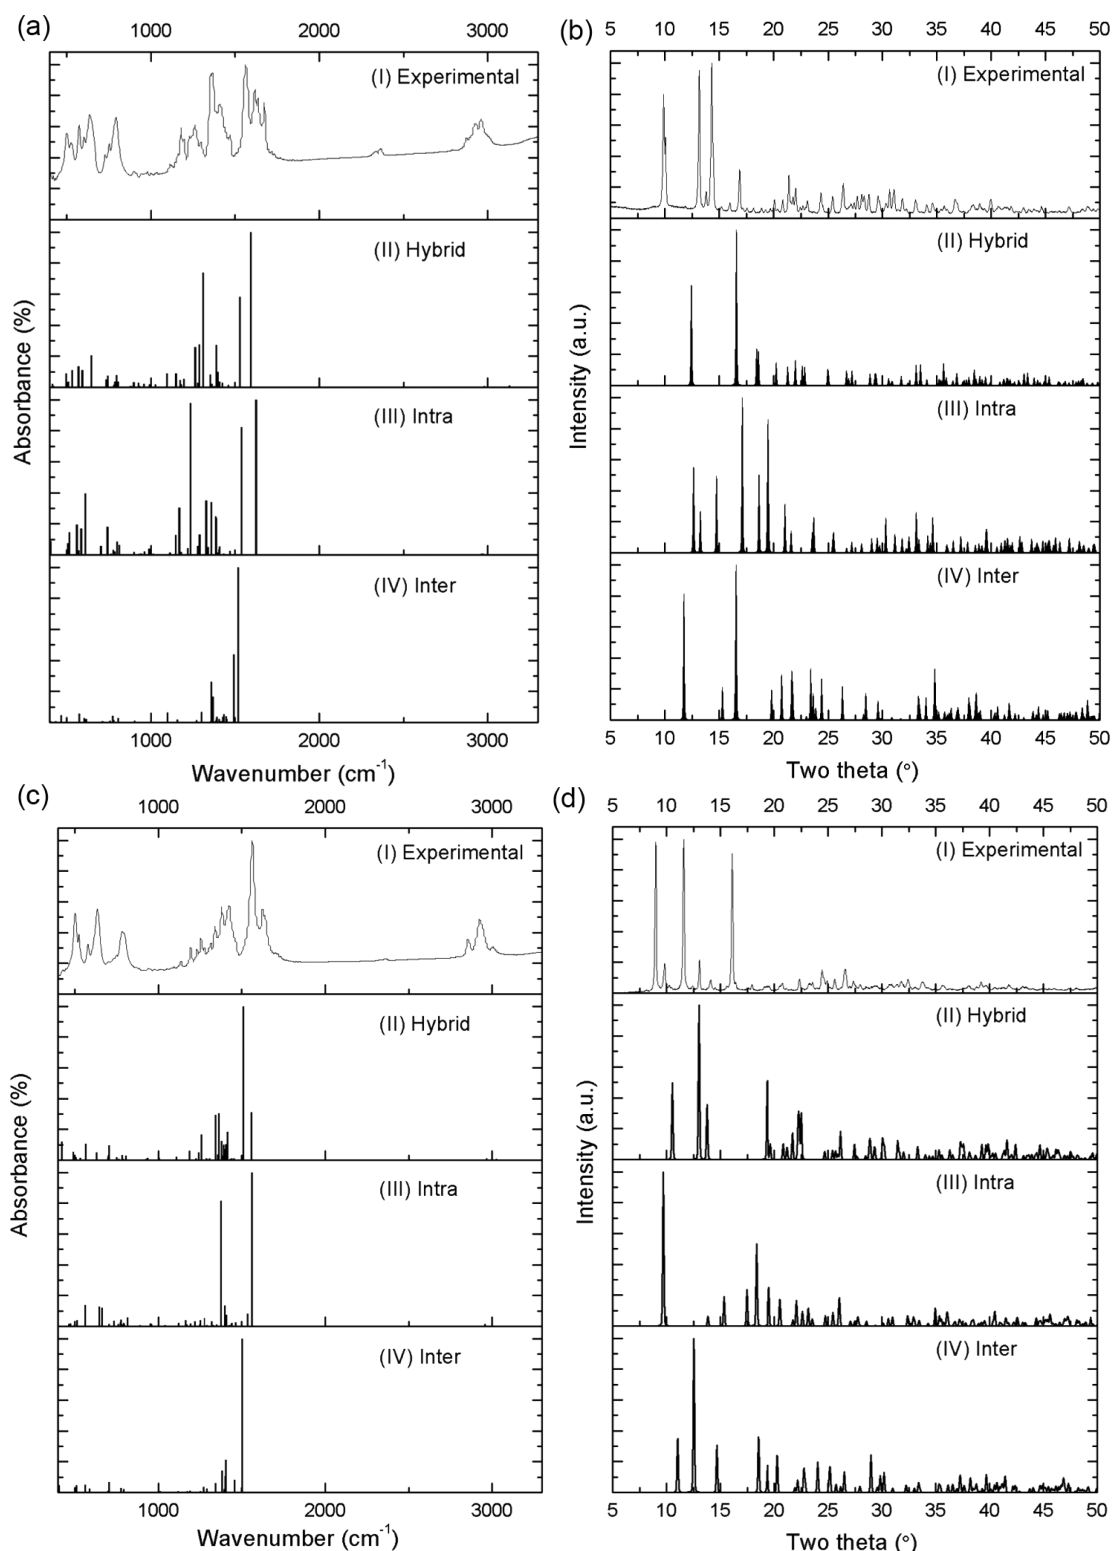 (a)
1000 2000 3000
(I) Experimental
(II) Hybrid
(III) Intra
(IV) Inter
Absorbance (%)
1000 2000 3000
Wavenumber (cm⁻¹)
(b)
5 10 15 20 25 30 35 40 45 50
(I) Experimental
(II) Hybrid
(III) Intra
(IV) Inter
Intensity (a.u.)
5 10 15 20 25 30 35 40 45 50
Two theta (°)
(c)
1000 2000 3000
(I) Experimental
(II) Hybrid
(III) Intra
(IV) Inter
Absorbance (%)
1000 2000 3000
Wavenumber (cm⁻¹)
(d)
5 10 15 20 25 30 35 40 45 50
(I) Experimental
(II) Hybrid
(III) Intra
(IV) Inter
Intensity (a.u.)
5 10 15 20 25 30 35 40 45 50
Two theta (°)